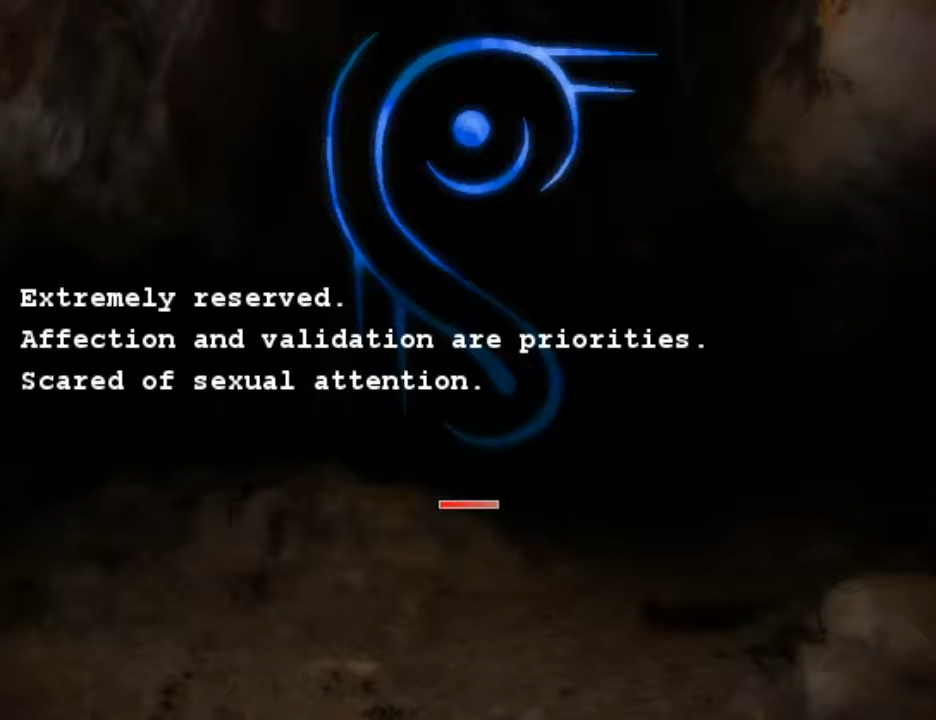 Extremely reserved.
Affection and validation are priorities.
Scared of sexual attention.